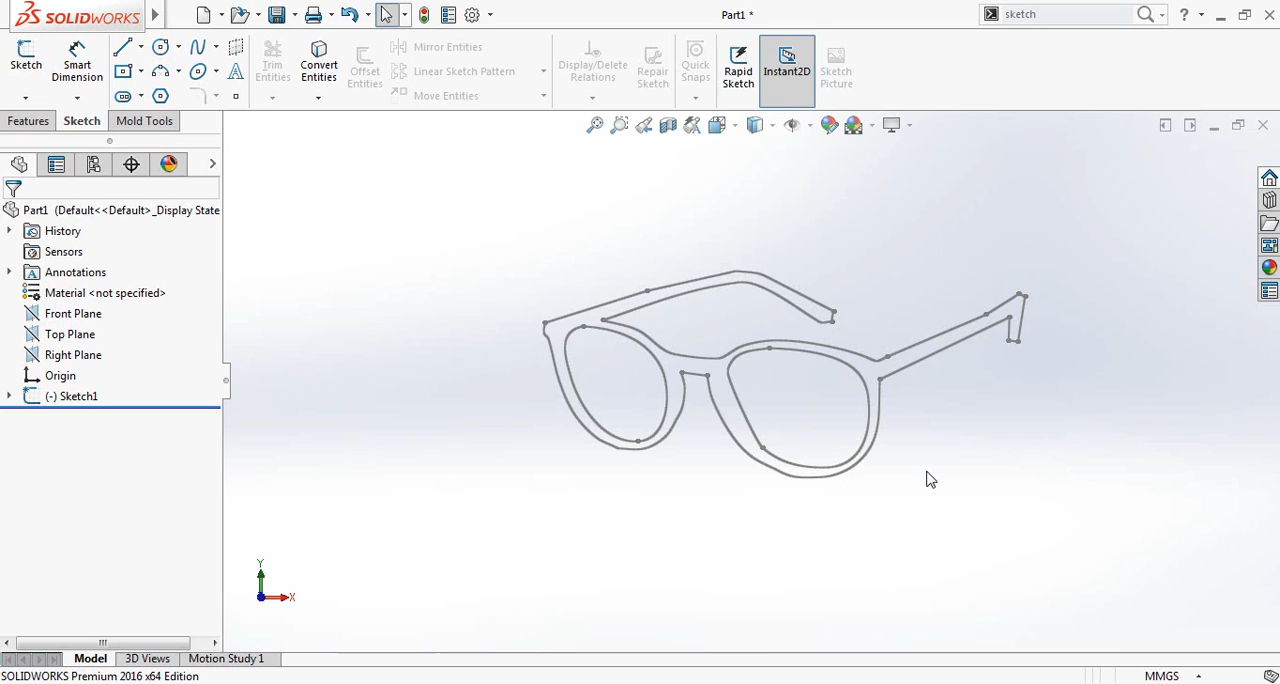 SOLIDWORKS
Part1 *
sketch
?
Sketch
Smart
Dimension
Trim
Entities
Convert
Entities
Offset
Entities
Mirror Entities
Linear Sketch Pattern
Move Entities
Display/Delete
Relations
Repair
Sketch
Quick
Snaps
Rapid
Sketch
Instant2D
Sketch
Picture
Features
Sketch
Mold Tools
Part1 (Default<<Default>_Display State
History
Sensors
Annotations
Material <not specified>
Front Plane
Top Plane
Right Plane
Origin
(-) Sketch1
Y
X
Model
3D Views
Motion Study 1
SOLIDWORKS Premium 2016 x64 Edition
MMGS